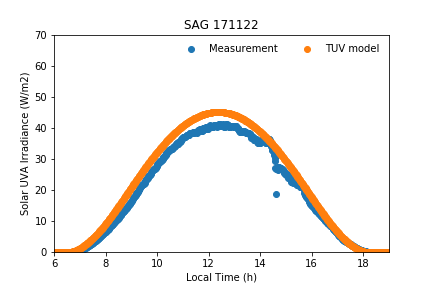 SAG 171122
Measurement
TUV model
70
60
50
40
30
20
10
0
Solar UVA Irradiance (W/m2)
6 8 10 12 14 16 18
Local Time (h)